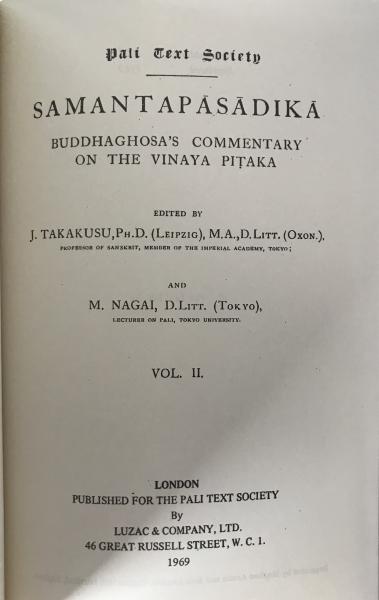 Pali Text Society
SAMANTAPĀSĀDIKĀ
BUDDHAGHOSA'S COMMENTARY
ON THE VINAYA PIṬAKA
EDITED BY
J. TAKAKUSU, PH.D. (LEIPZIG), M.A., D.LITT. (OXON.),
PROFESSOR OF SANSKRIT, MEMBER OF THE IMPERIAL ACADEMY, TOKYO;
AND
M. NAGAI, D.LITT. (TOKYO),
LECTURER ON PALI, TOKYO UNIVERSITY.
VOL. II.
LONDON
PUBLISHED FOR THE PALI TEXT SOCIETY
By
LUZAC & COMPANY, LTD.
46 GREAT RUSSELL STREET, W. C. 1.
1969